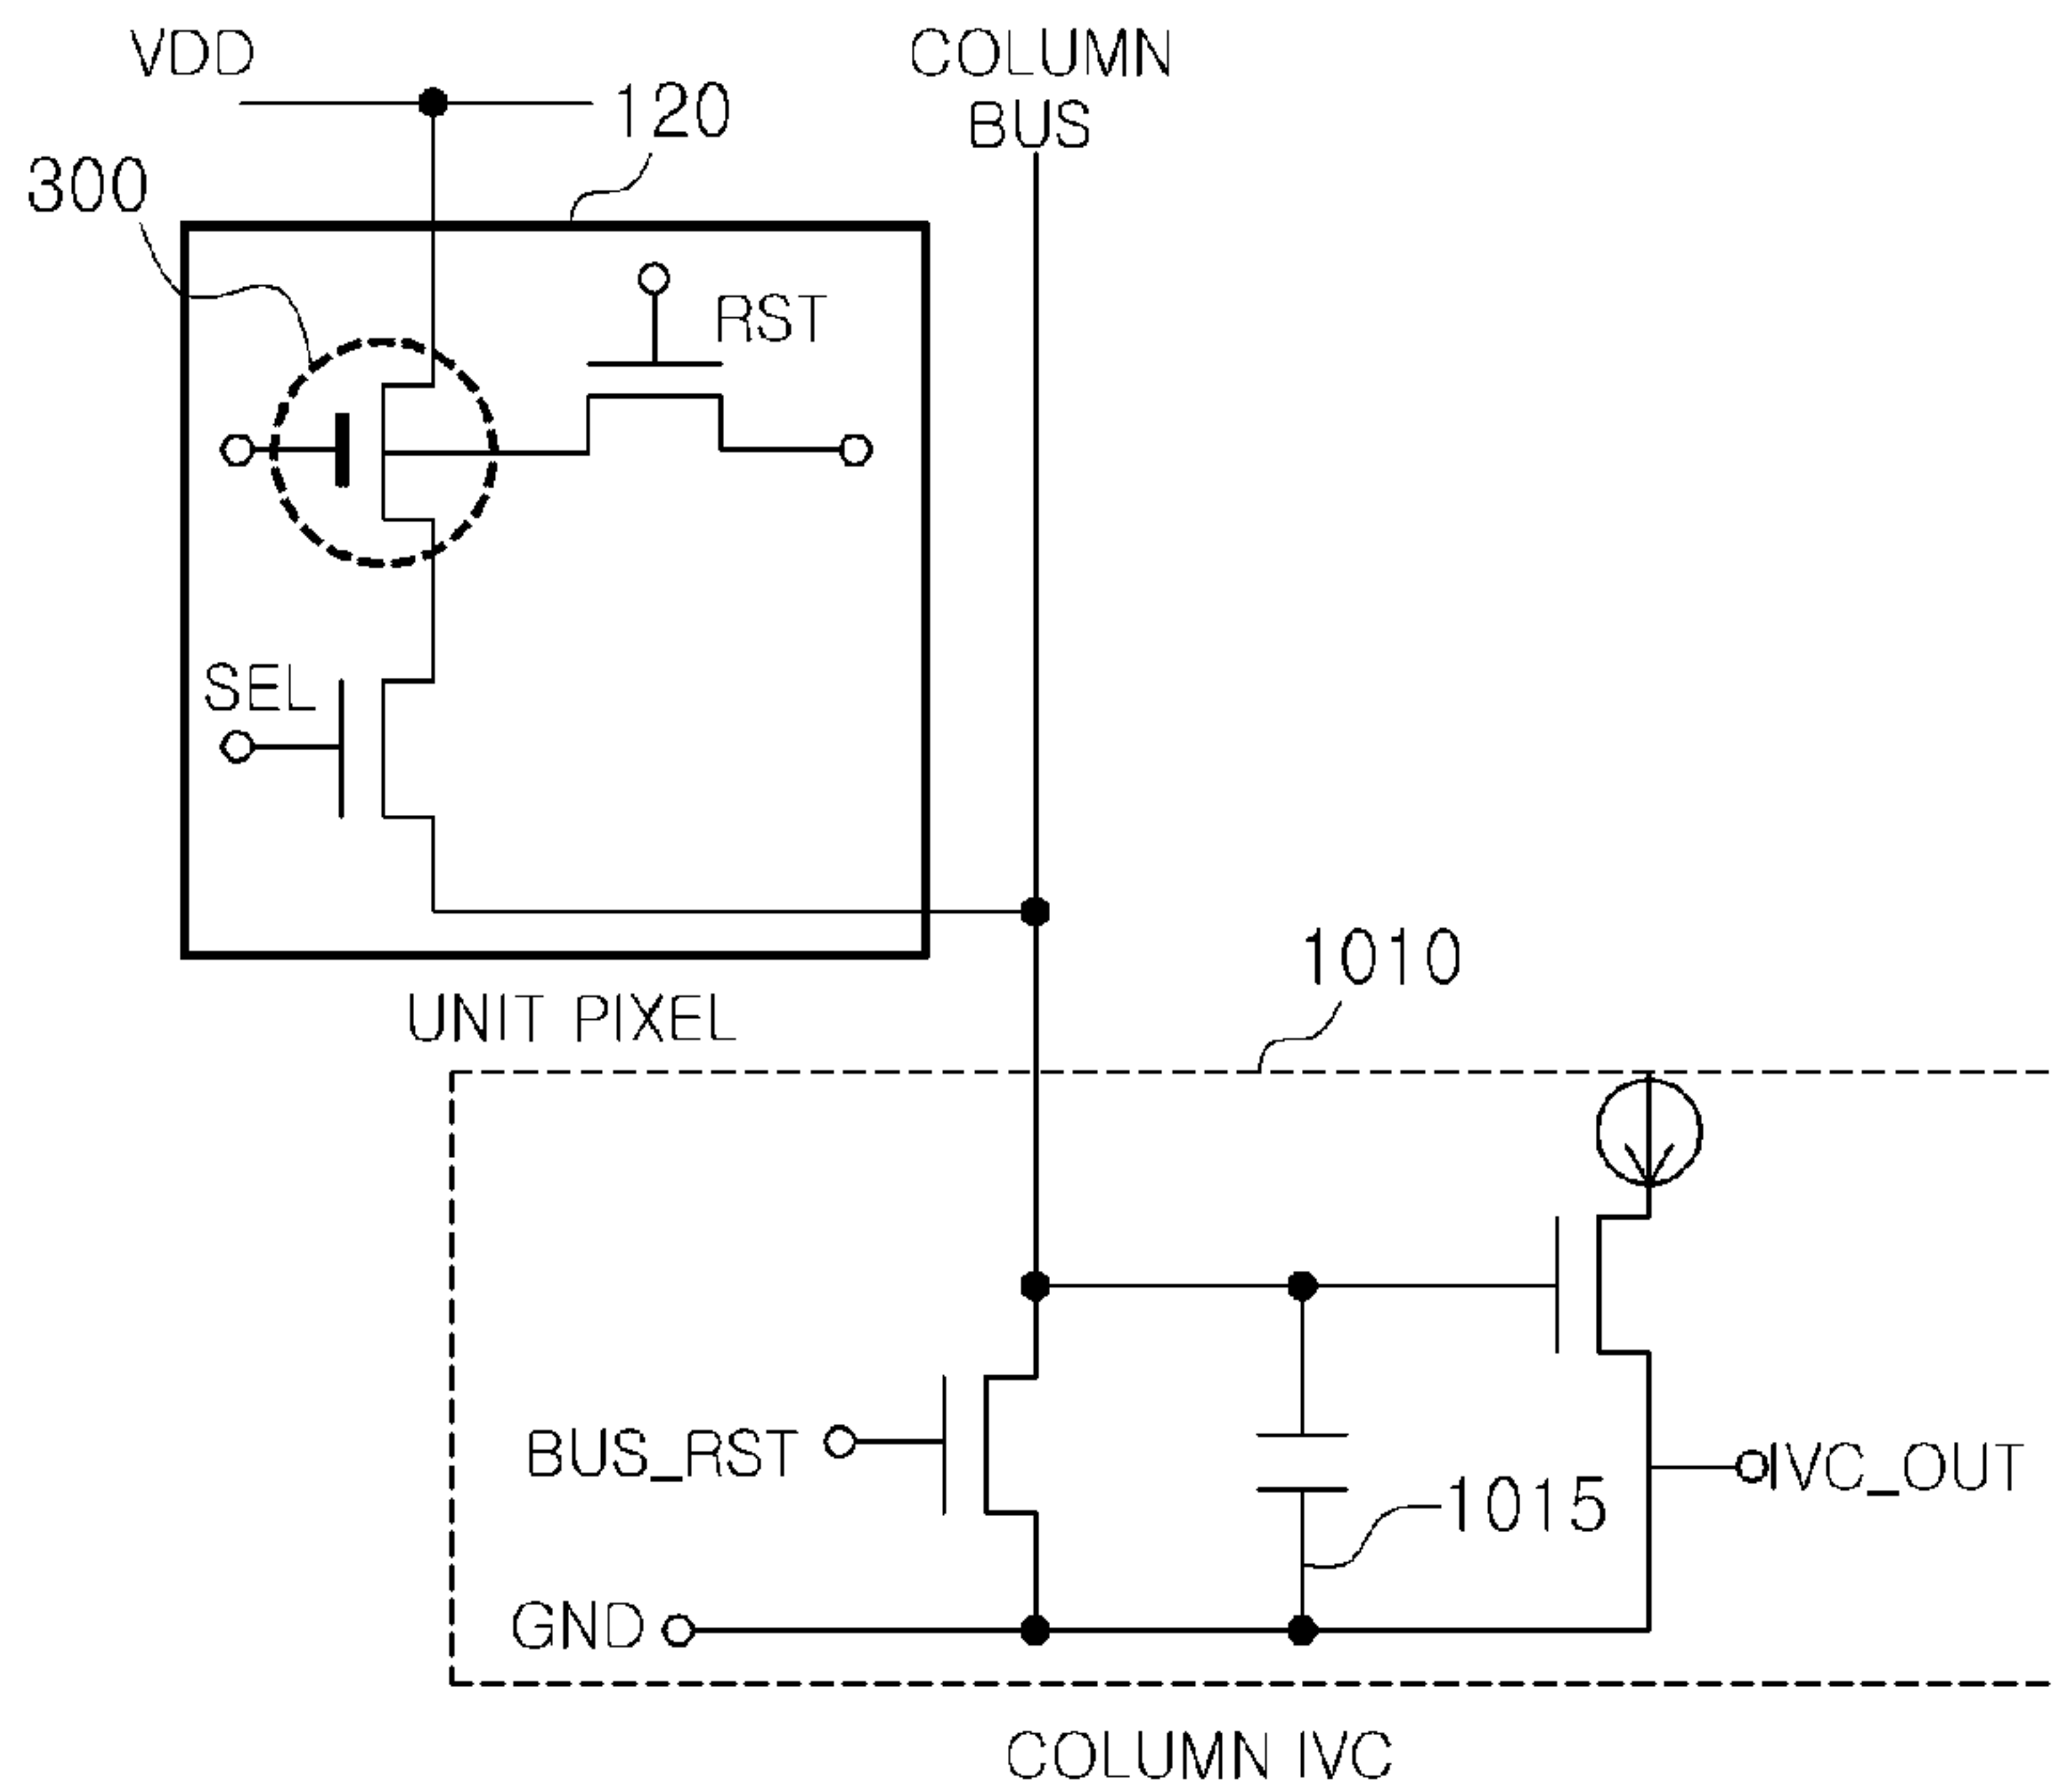 VDD
COLUMN
BUS
120
300
RST
SEL
UNIT PIXEL
1010
BUS_RST
1015
IVC_OUT
GND
COLUMN IVC